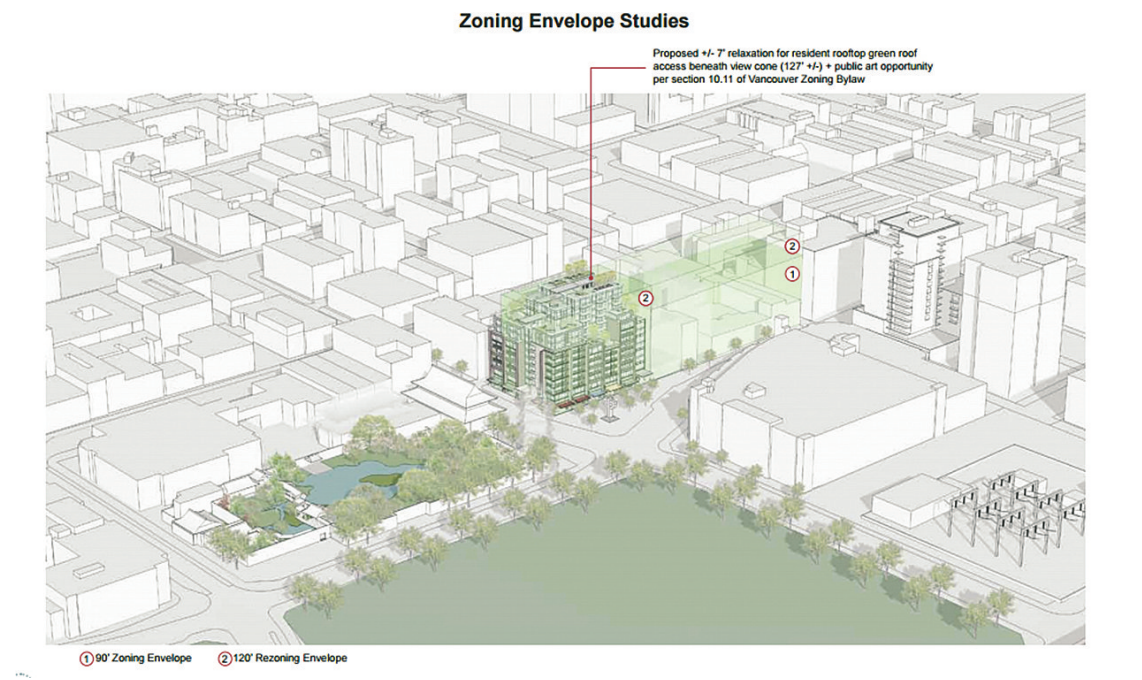 Zoning Envelope Studies
Proposed +/- 7' relaxation for resident rooftop green roof
access beneath view cone (127' +/-) + public art opportunity
per section 10.11 of Vancouver Zoning Bylaw
2
1
2
1 90' Zoning Envelope 2 120' Rezoning Envelope